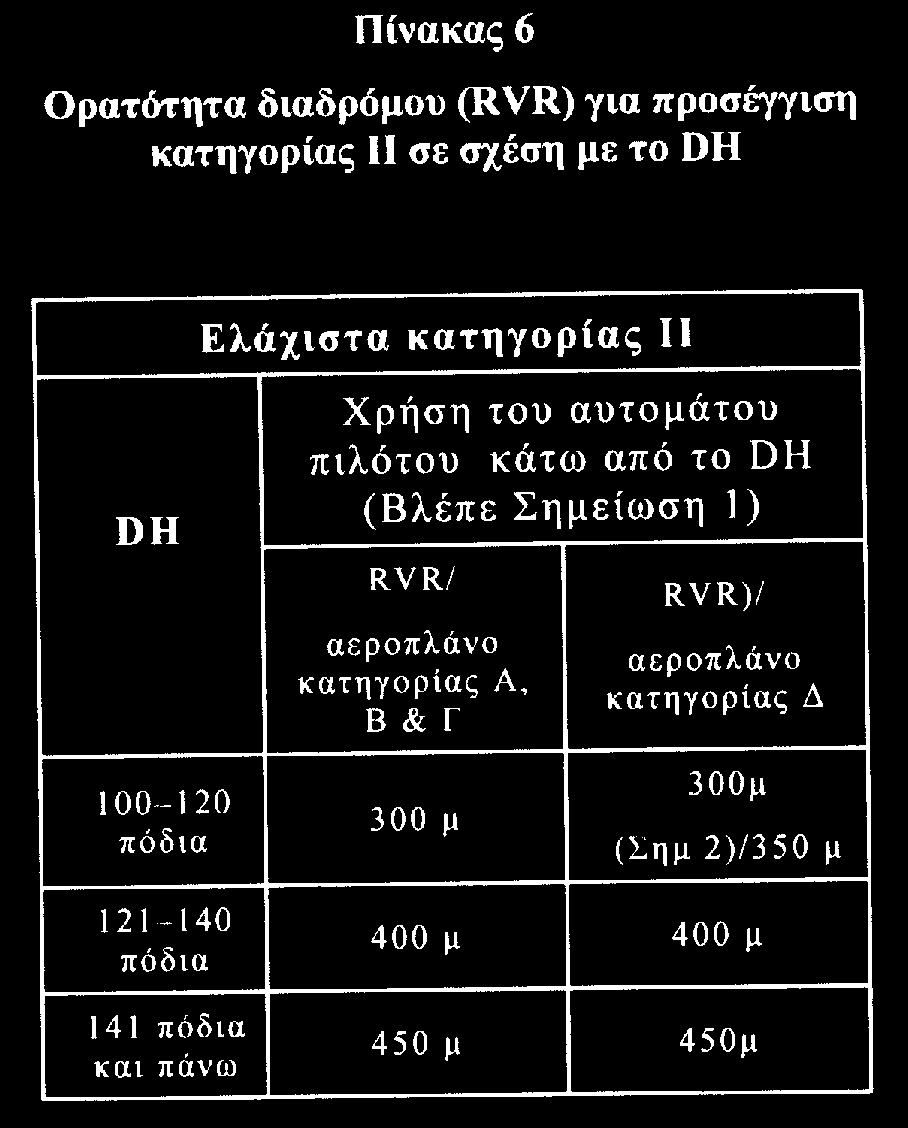 Πίνακας 6
Ορατότητα διαδρόμου (RVR) για προσέγγιση
κατηγορίας II σε σχέση με το DH
Ελάχιστα κατηγορίας II
DH
Χρήση του αυτομάτου
πιλότου κάτω από το DH
(Βλέπε Σημείωση 1)
RVR/
αεροπλάνο
κατηγορίας Α,
Β & Γ
RVR)/
αεροπλάνο
κατηγορίας Δ
100-120
πόδια
300 μ
300μ
(Σημ 2)/350 μ
121-140
πόδια
400 μ
400 μ
141 πόδια
και πάνω
450 μ
450μ